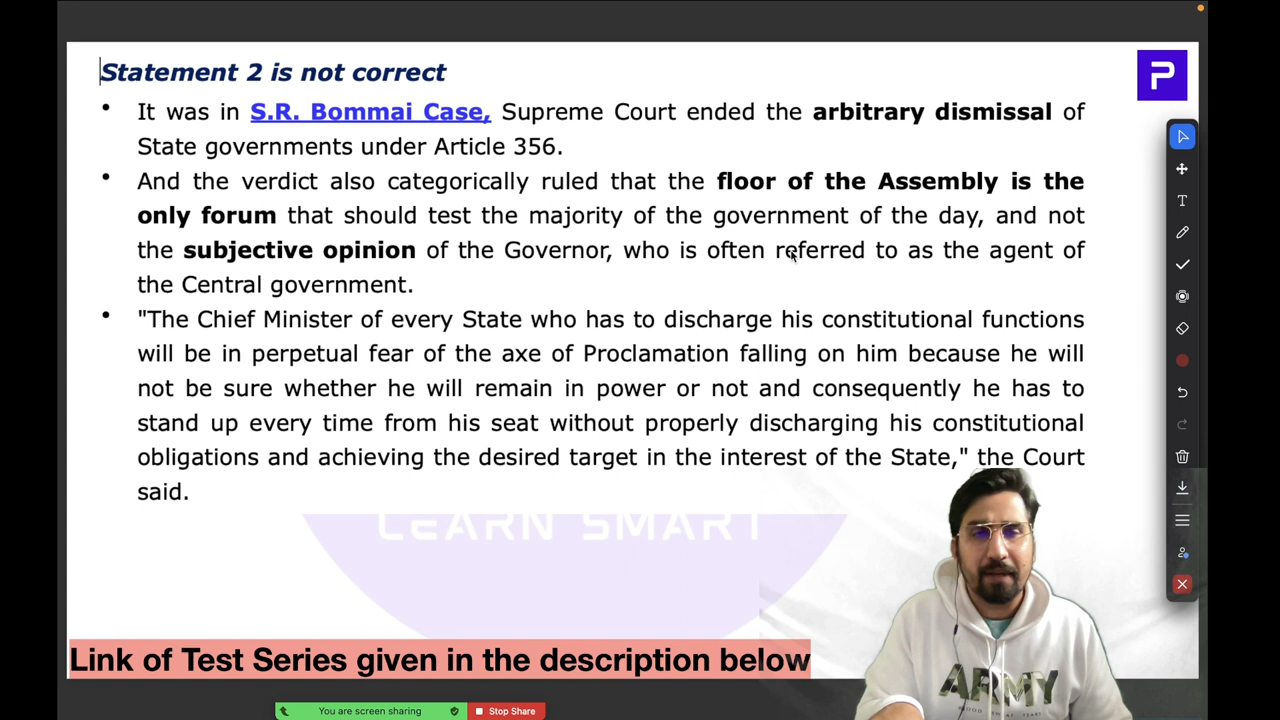 Statement 2 is not correct
• It was in S.R. Bommai Case, Supreme Court ended the arbitrary dismissal of
State governments under Article 356.
• And the verdict also categorically ruled that the floor of the Assembly is the
only forum that should test the majority of the government of the day, and not
the subjective opinion of the Governor, who is often referred to as the agent of
the Central government.
• "The Chief Minister of every State who has to discharge his constitutional functions
will be in perpetual fear of the axe of Proclamation falling on him because he will
not be sure whether he will remain in power or not and consequently he has to
stand up every time from his seat without properly discharging his constitutional
obligations and achieving the desired target in the interest of the State," the Court
said.
LEARN SMART
ARMY
Link of Test Series given in the description below
You are screen sharing
Stop Share